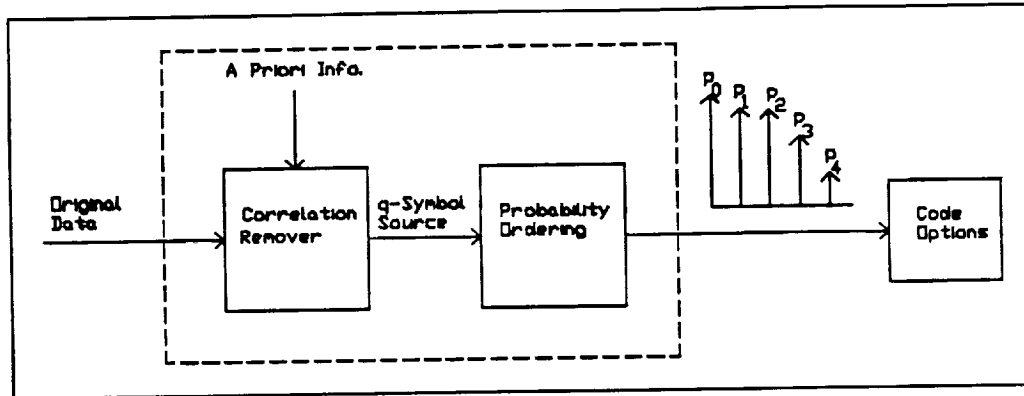 A Priori Info.
P0
P1
P2
P3
P4
Original
Data
Correlation
Remover
q-Symbol
Source
Probability
Ordering
Code
Options